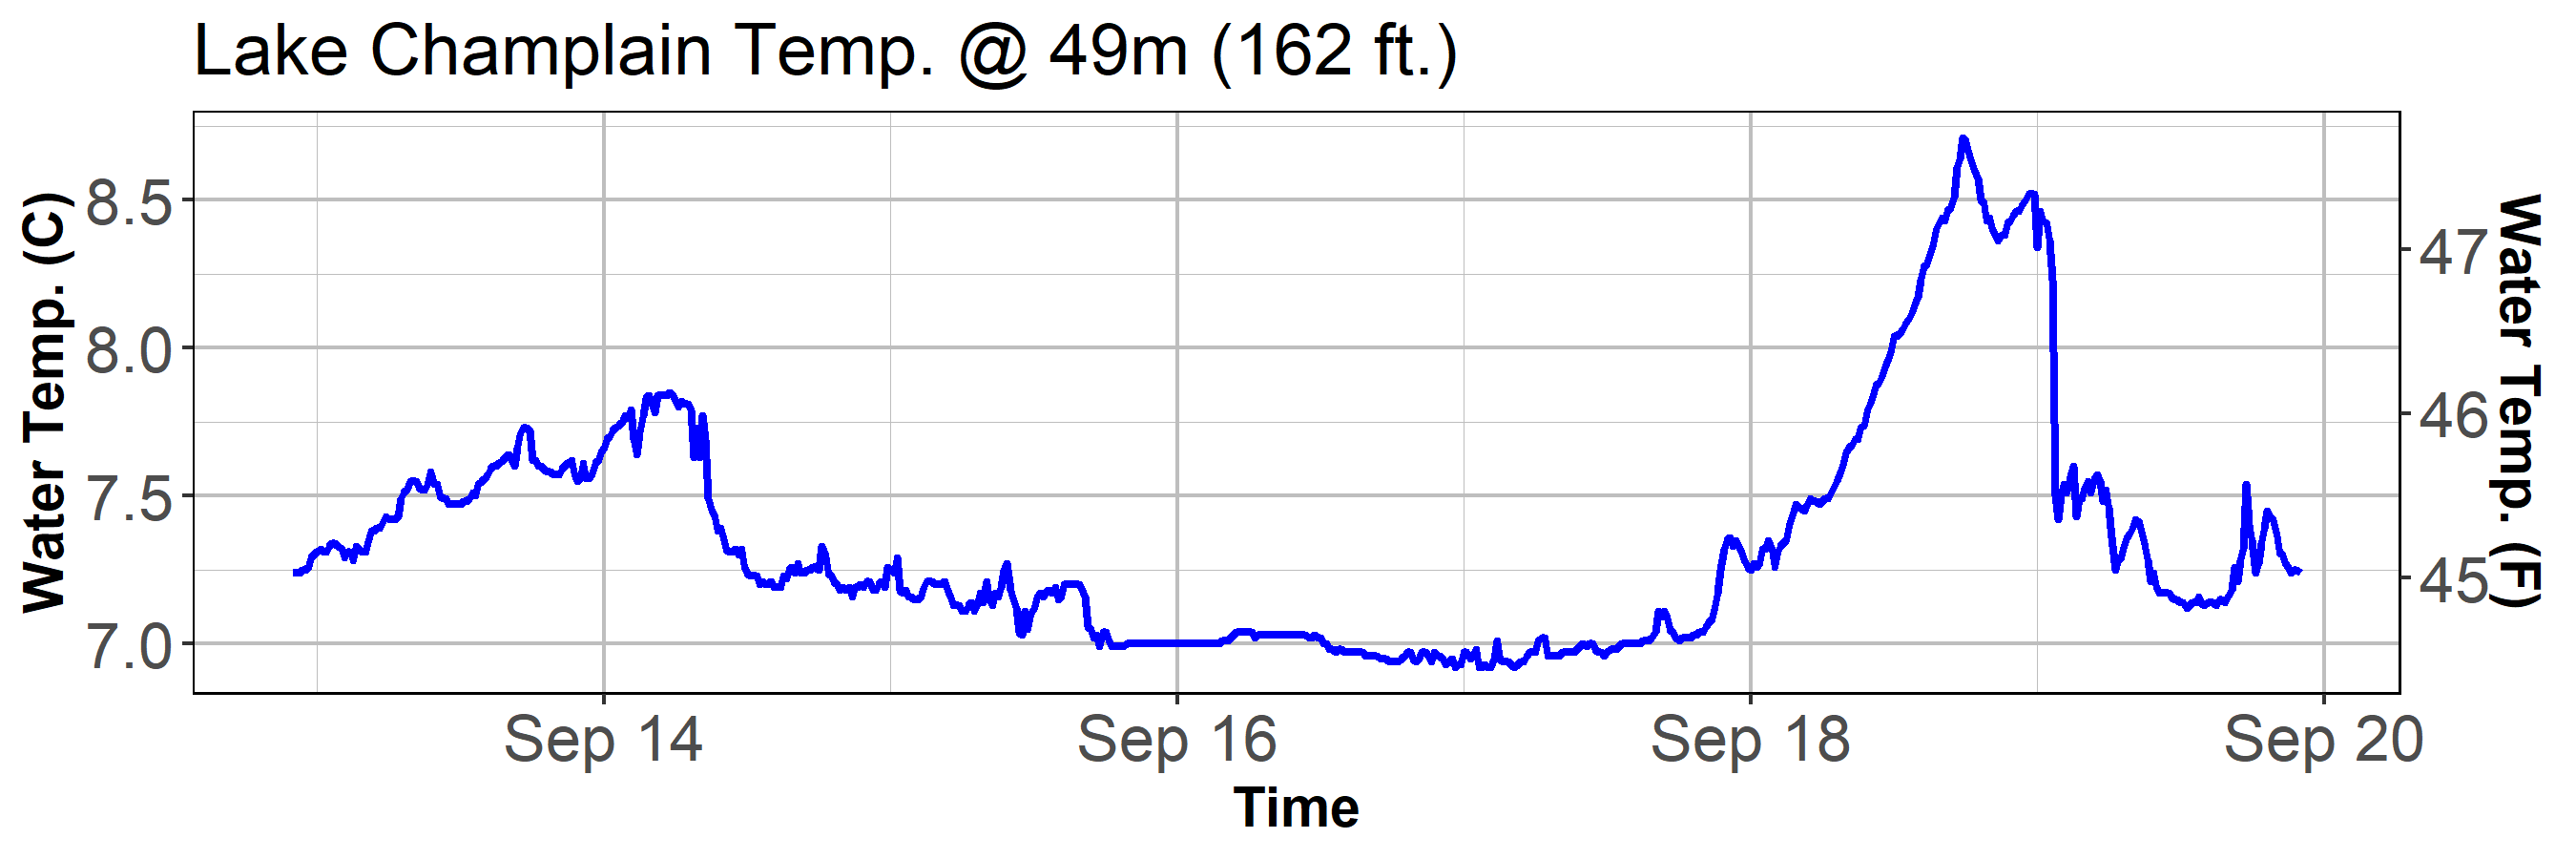 Lake Champlain Temp. @ 49m (162 ft.)
Water Temp. (C)
8.5
8.0
7.5
7.0
47
46
45
Water Temp. (F)
Sep 14
Sep 16
Sep 18
Sep 20
Time